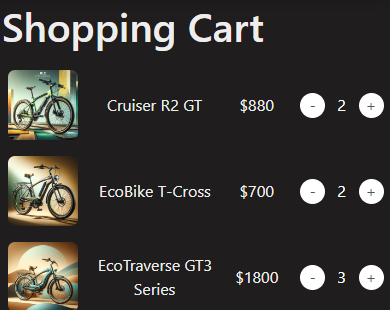 Shopping Cart
Cruiser R2 GT $880 - 2 +
EcoBike T-Cross $700 - 2 +
EcoTraverse GT3
Series $1800 - 3 +